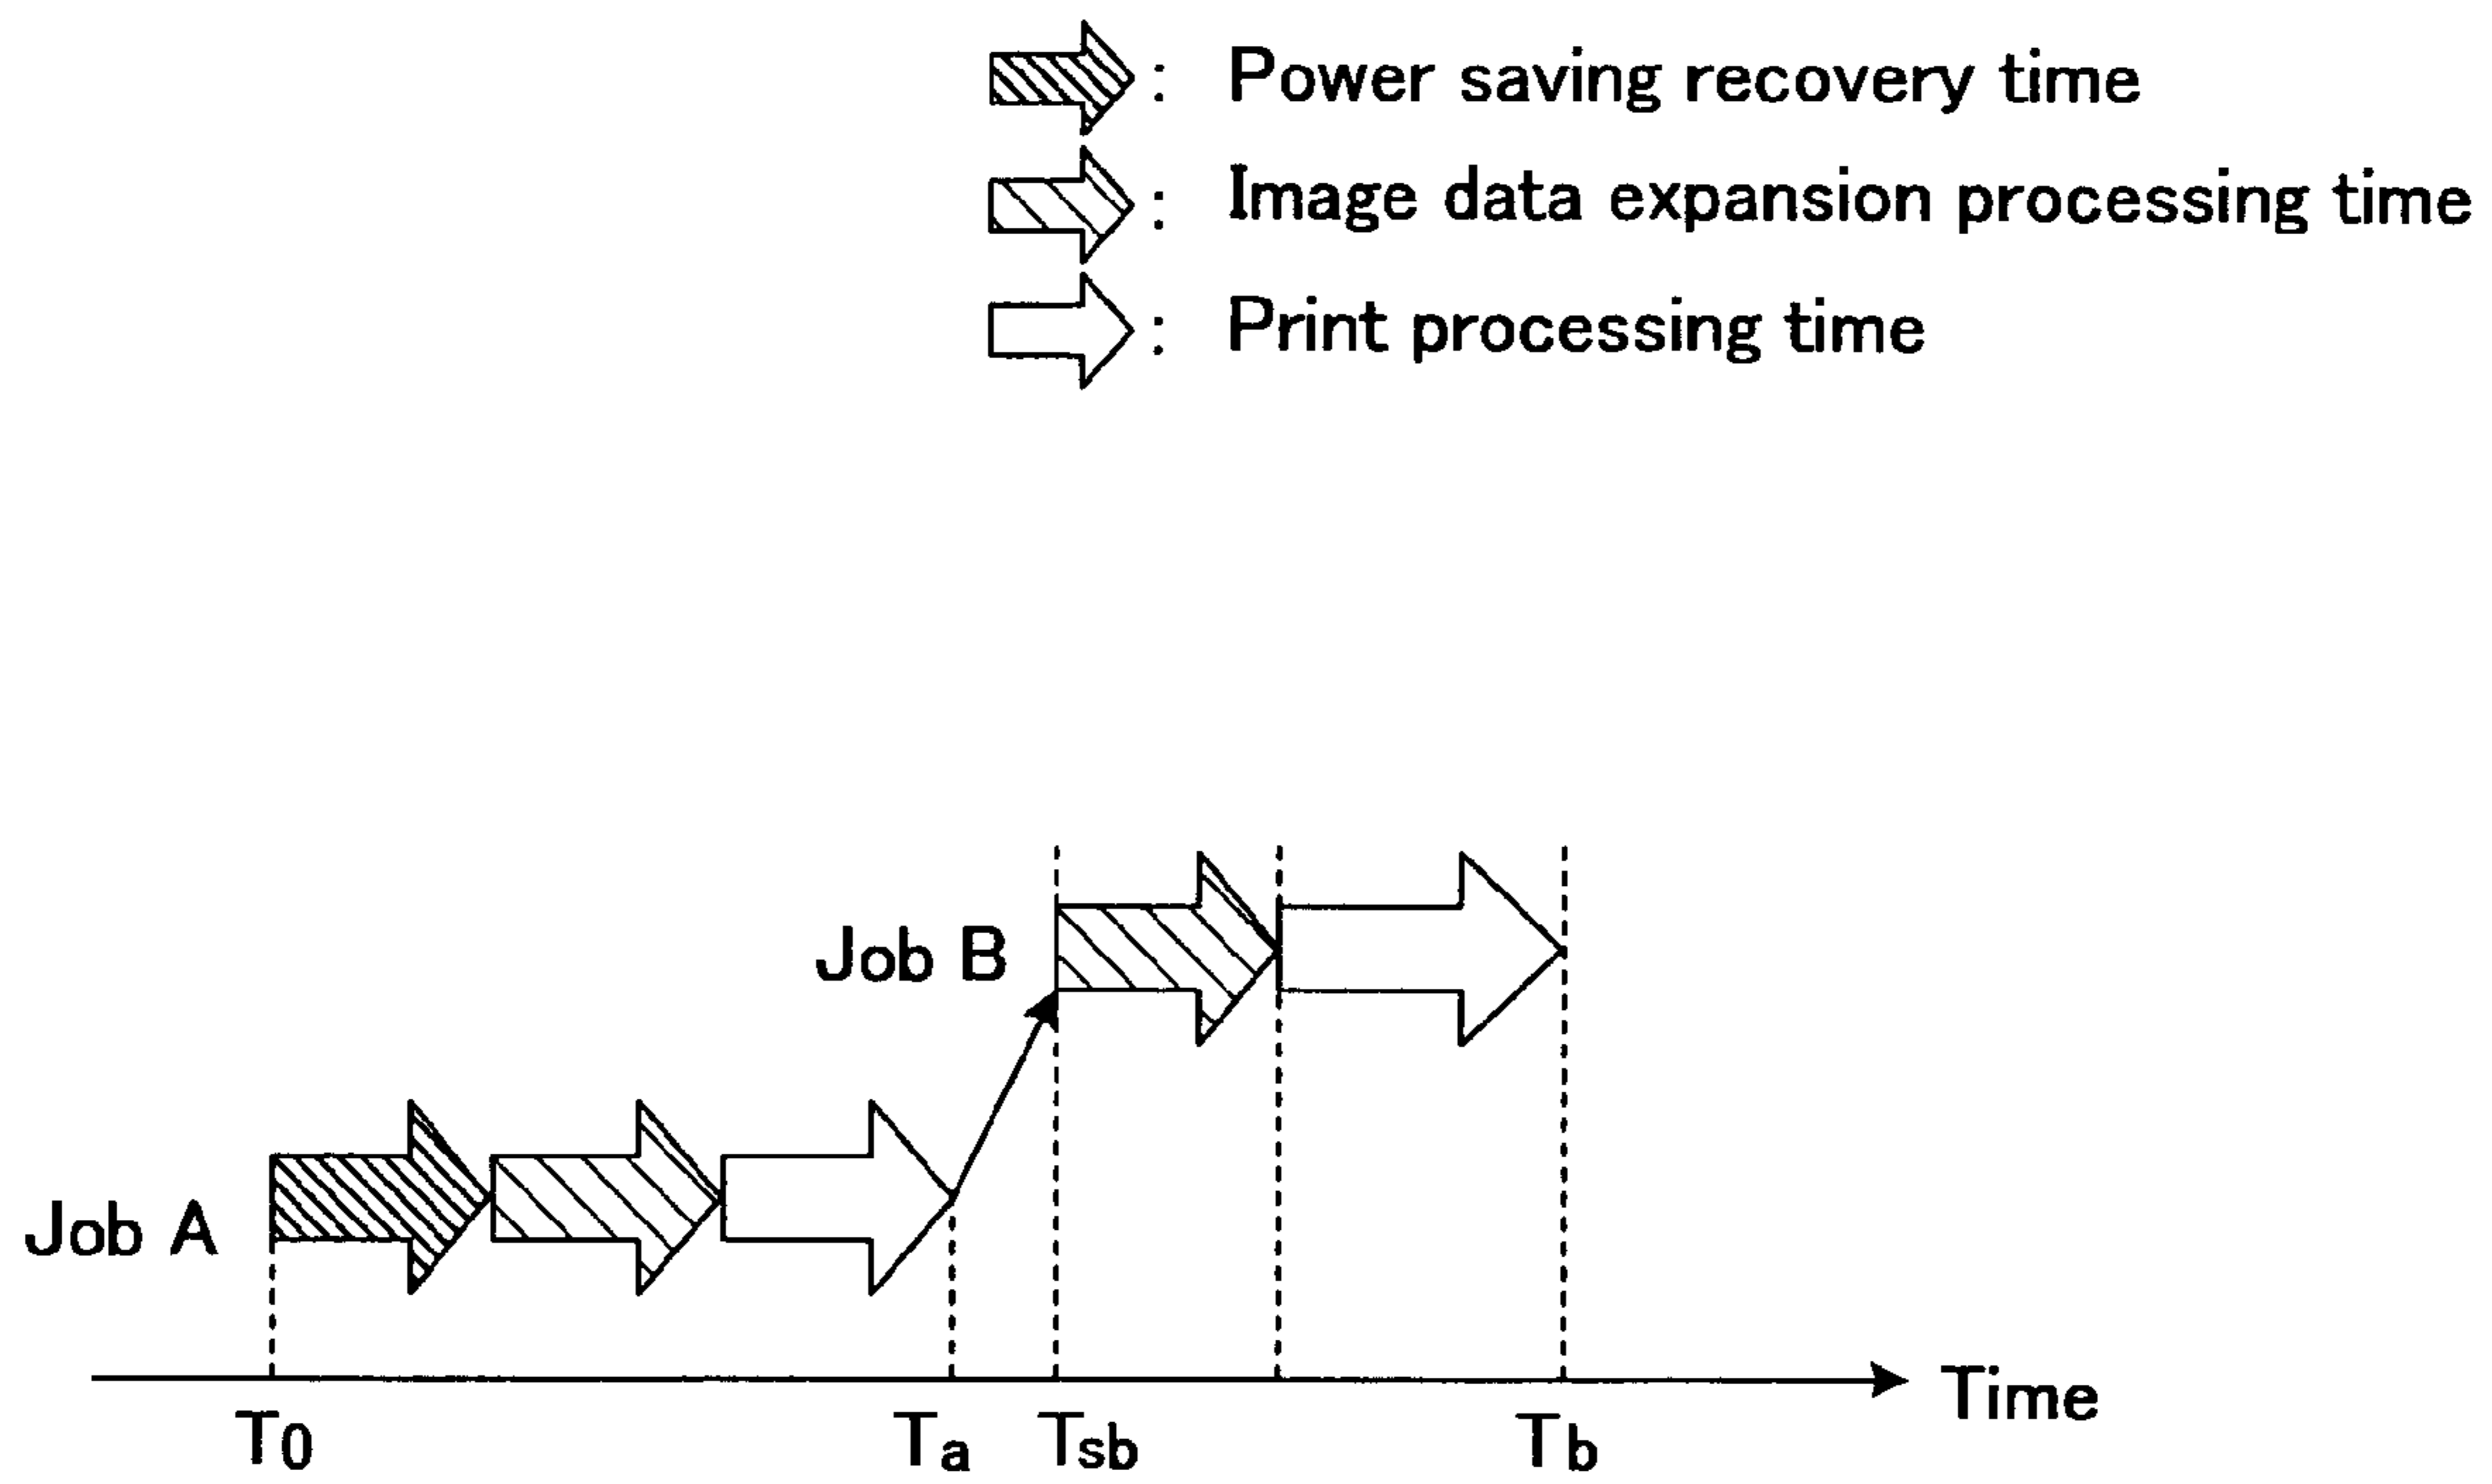 : Power saving recovery time
: Image data expansion processing time
: Print processing time
Job B
Job A
Time
T0 Ta Tsb Tb